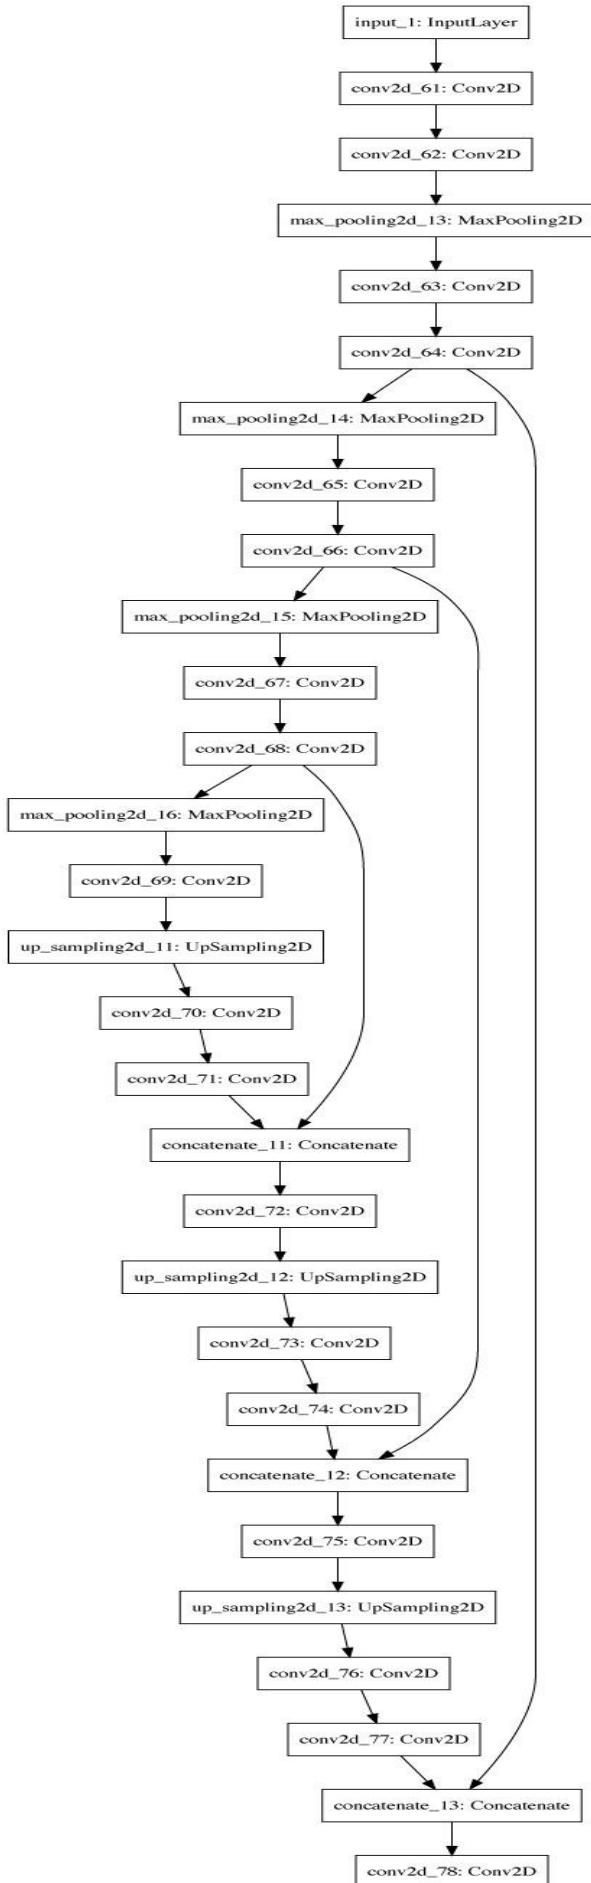 input_1: InputLayer
conv2d_61: Conv2D
conv2d_62: Conv2D
max_pooling2d_13: MaxPooling2D
conv2d_63: Conv2D
conv2d_64: Conv2D
max_pooling2d_14: MaxPooling2D
conv2d_65: Conv2D
conv2d_66: Conv2D
max_pooling2d_15: MaxPooling2D
conv2d_67: Conv2D
conv2d_68: Conv2D
max_pooling2d_16: MaxPooling2D
conv2d_69: Conv2D
up_sampling2d_11: UpSampling2D
conv2d_70: Conv2D
conv2d_71: Conv2D
concatenate_11: Concatenate
conv2d_72: Conv2D
up_sampling2d_12: UpSampling2D
conv2d_73: Conv2D
conv2d_74: Conv2D
concatenate_12: Concatenate
conv2d_75: Conv2D
up_sampling2d_13: UpSampling2D
conv2d_76: Conv2D
conv2d_77: Conv2D
concatenate_13: Concatenate
conv2d_78: Conv2D